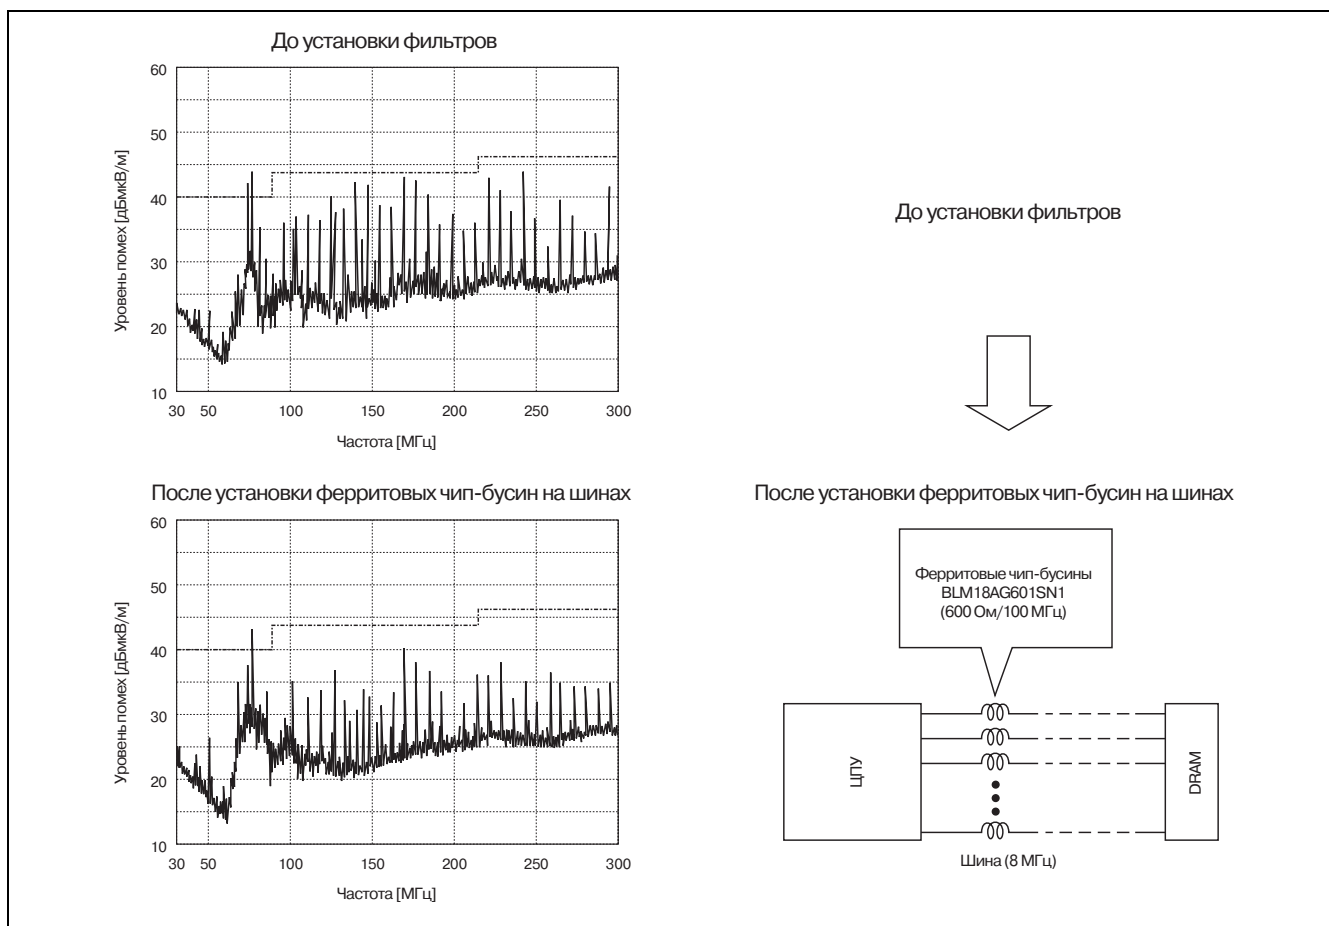 До установки фильтров
60
50
40
30
20
10
Уровень помех [дБмкВ/м]
30 50 100 150 200 250 300
Частота [МГц]
До установки фильтров
После установки ферритовых чип-бусин на шинах
60
50
40
30
20
10
Уровень помех [дБмкВ/м]
30 50 100 150 200 250 300
Частота [МГц]
После установки ферритовых чип-бусин на шинах
Ферритовые чип-бусины
BLM18AG601SN1
(600 Ом/100 МГц)
ЦПУ
DRAM
Шина (8 МГц)